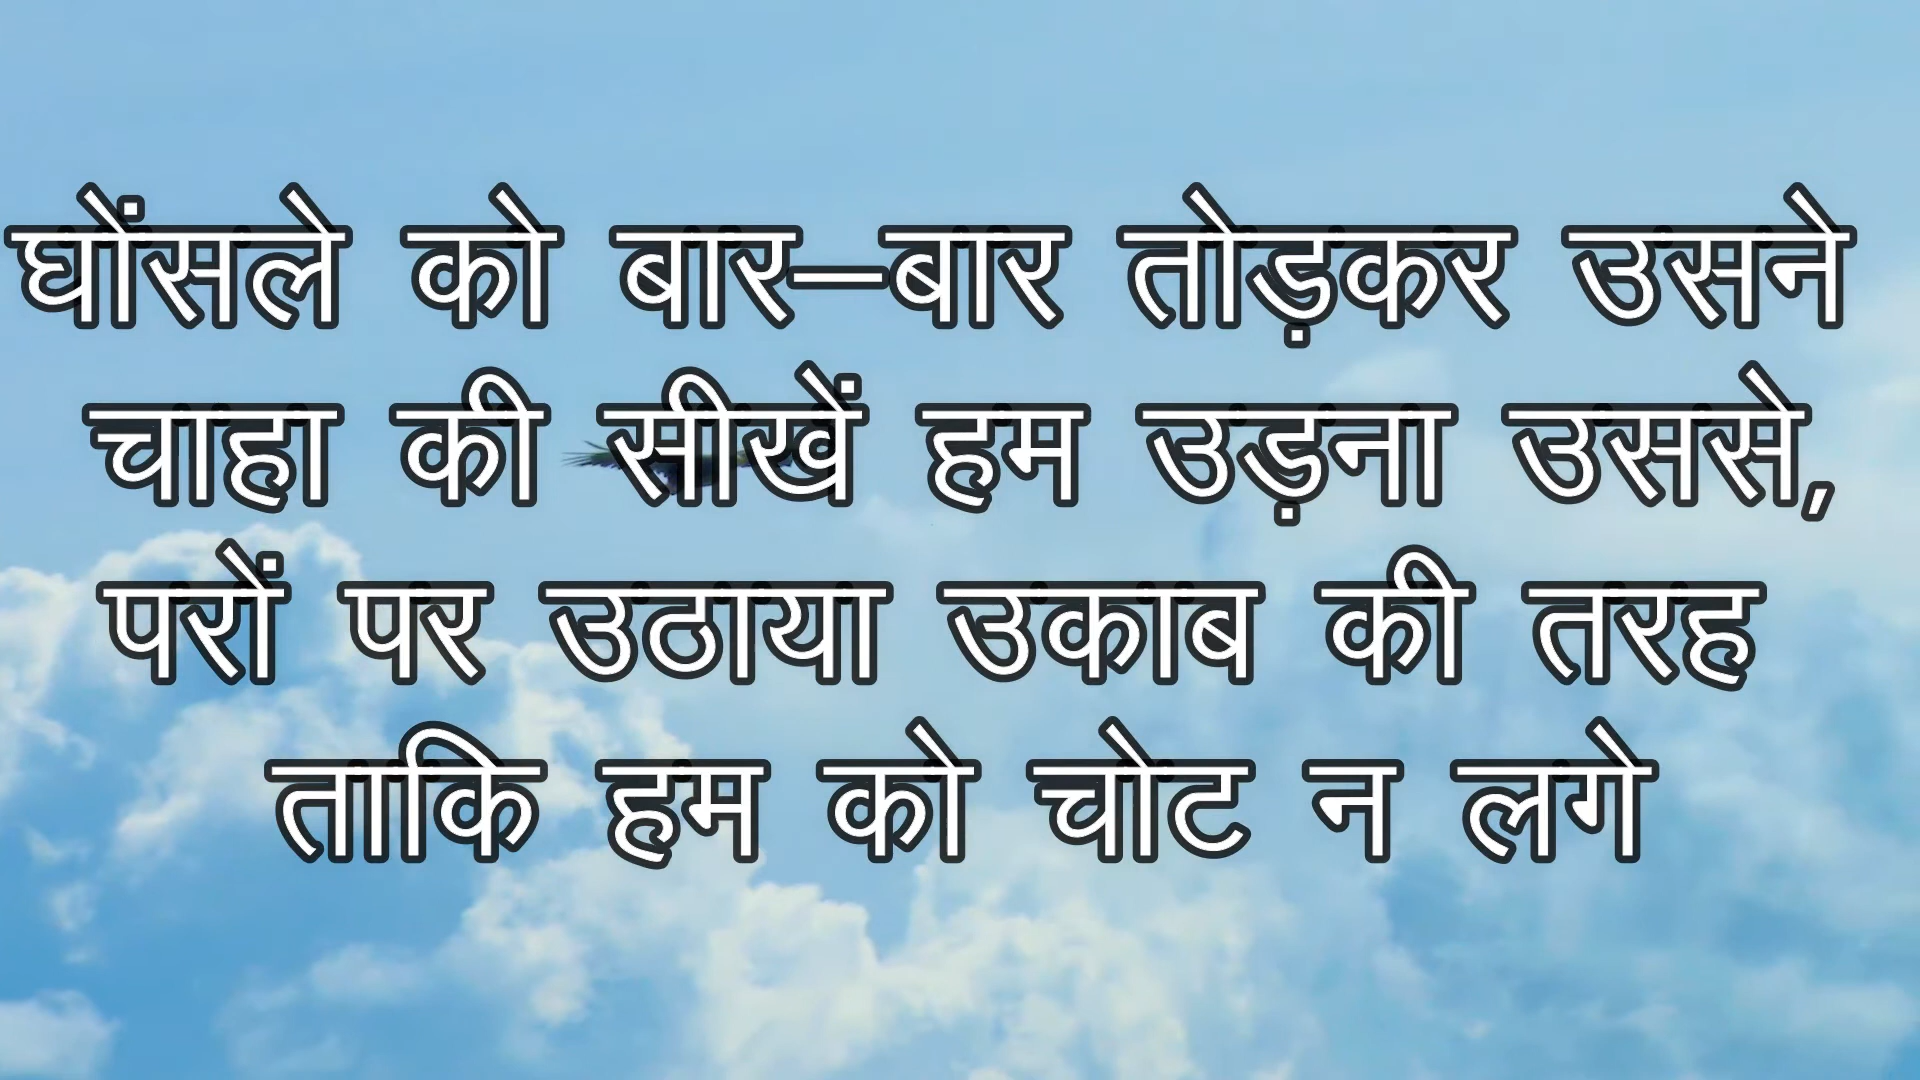 घोंसले को बार–बार तोड़कर उसने
चाहा की सीखें हम उड़ना उससे,
परों पर उठाया उकाब की तरह
ताकि हम को चोट न लगे